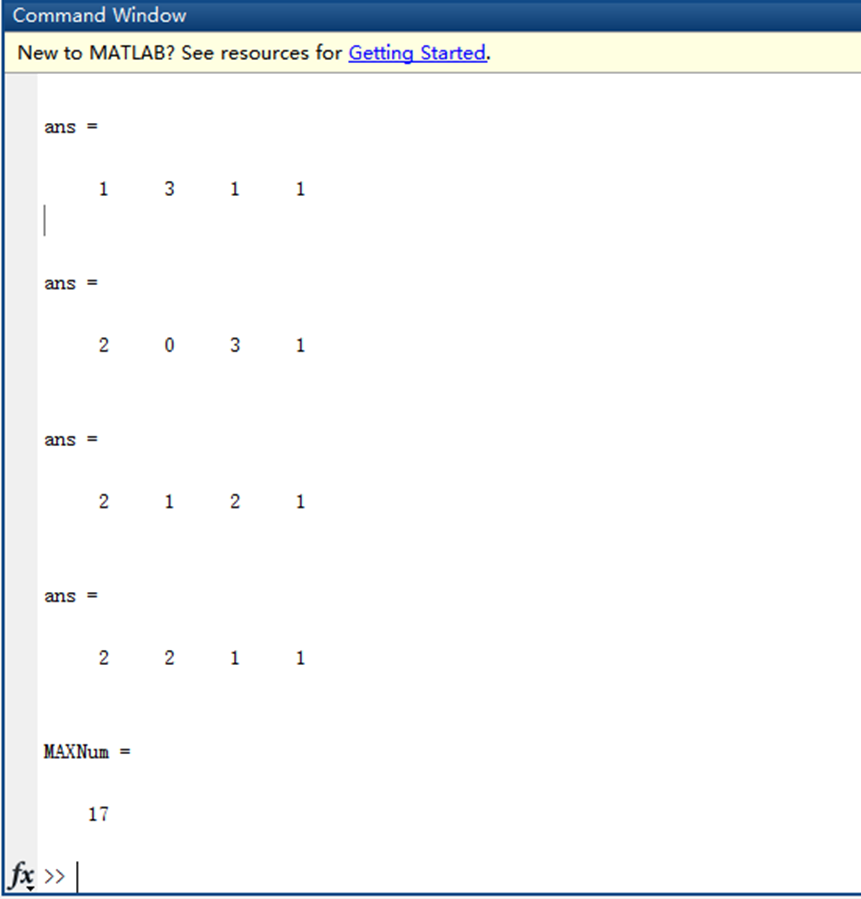 Command Window
New to MATLAB? See resources for Getting Started.
ans =
1 3 1 1
ans =
2 0 3 1
ans =
2 1 2 1
ans =
2 2 1 1
MAXNum =
17
fx >>